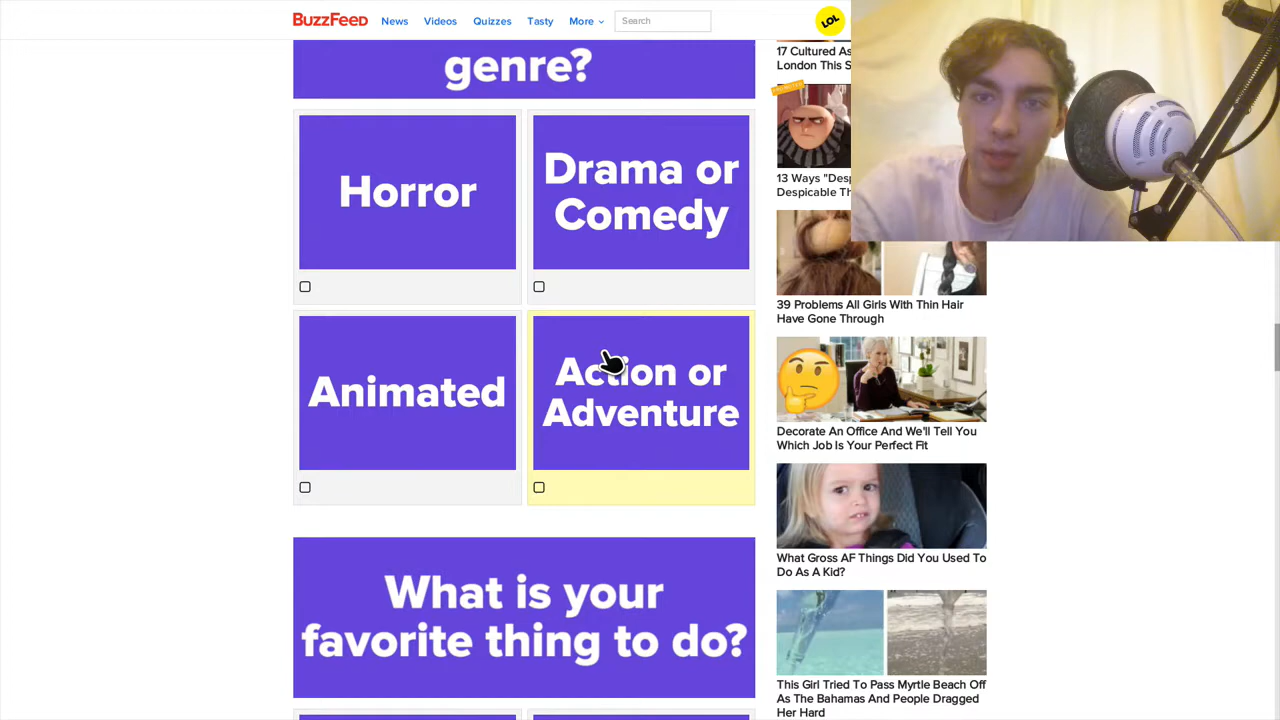 BuzzFeed News Videos Quizzes Tasty More Search LOL
genre?
Horror
Drama or
Comedy
Animated
Action or
Adventure
What is your
favorite thing to do?
17 Cultured As
London This S
13 Ways "Desp
Despicable Th
39 Problems All Girls With Thin Hair
Have Gone Through
Decorate An Office And We'll Tell You
Which Job Is Your Perfect Fit
What Gross AF Things Did You Used To
Do As A Kid?
This Girl Tried To Pass Myrtle Beach Off
As The Bahamas And People Dragged
Her Hard